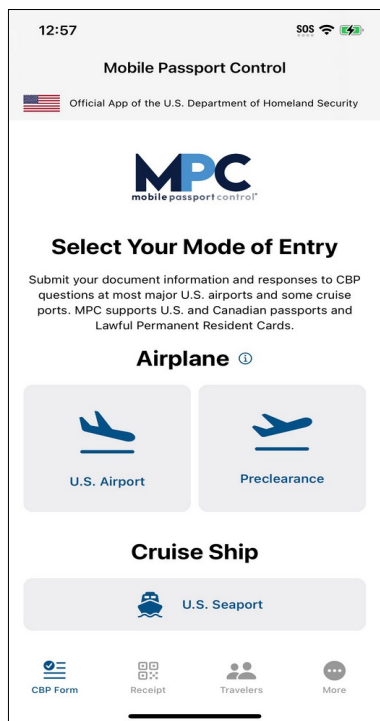 12:57
SOS
Mobile Passport Control
Official App of the U.S. Department of Homeland Security
MPC
mobile passport control™
Select Your Mode of Entry
Submit your document information and responses to CBP
questions at most major U.S. airports and some cruise
ports. MPC supports U.S. and Canadian passports and
Lawful Permanent Resident Cards.
Airplane
U.S. Airport
Preclearance
Cruise Ship
U.S. Seaport
CBP Form
Receipt
Travelers
More